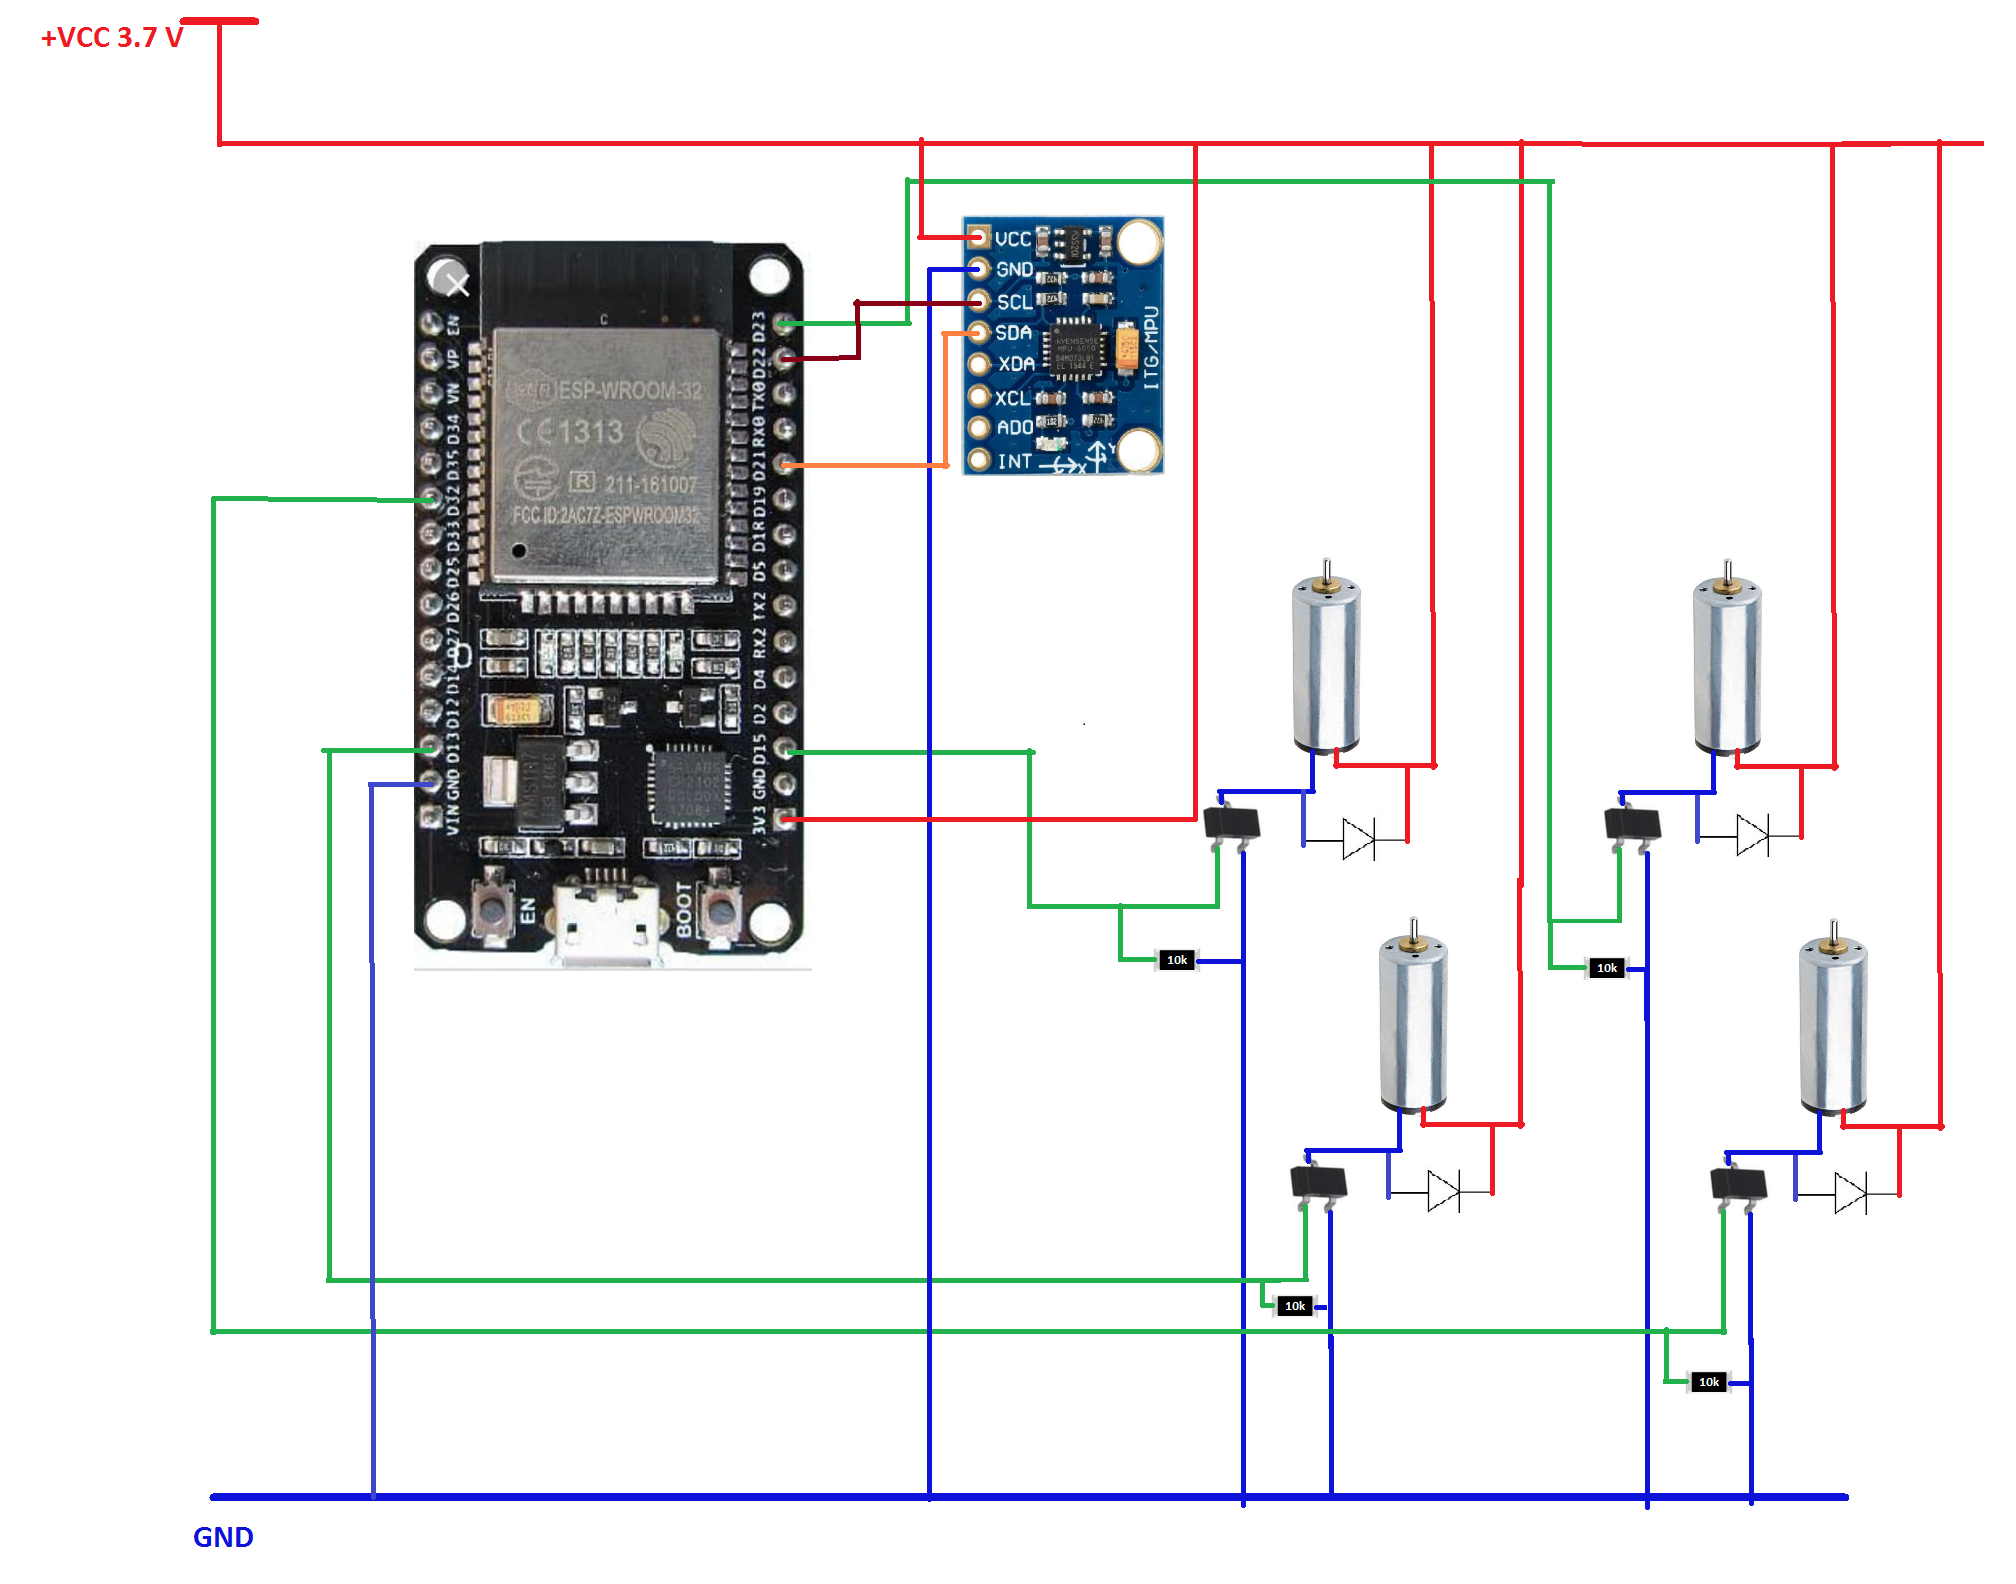 +VCC 3.7 V
EN
VP
VN
D34
D35
D32
D33
D25
D26
D27
D14
D12
D13
GND
VIN
D23
D22
TX0
RX0
D21
D19
D5
TX2
RX2
D4
D2
D15
GND
3V3
ESP-WROOM-32
CE1313
R 211-161007
FCC ID:2AC7Z-ESPWROOM32
EN
BOOT
VCC
GND
SCL
SDA
XDA
XCL
ADO
INT
ITG/MPU
X
Y
10k
10k
10k
10k
GND